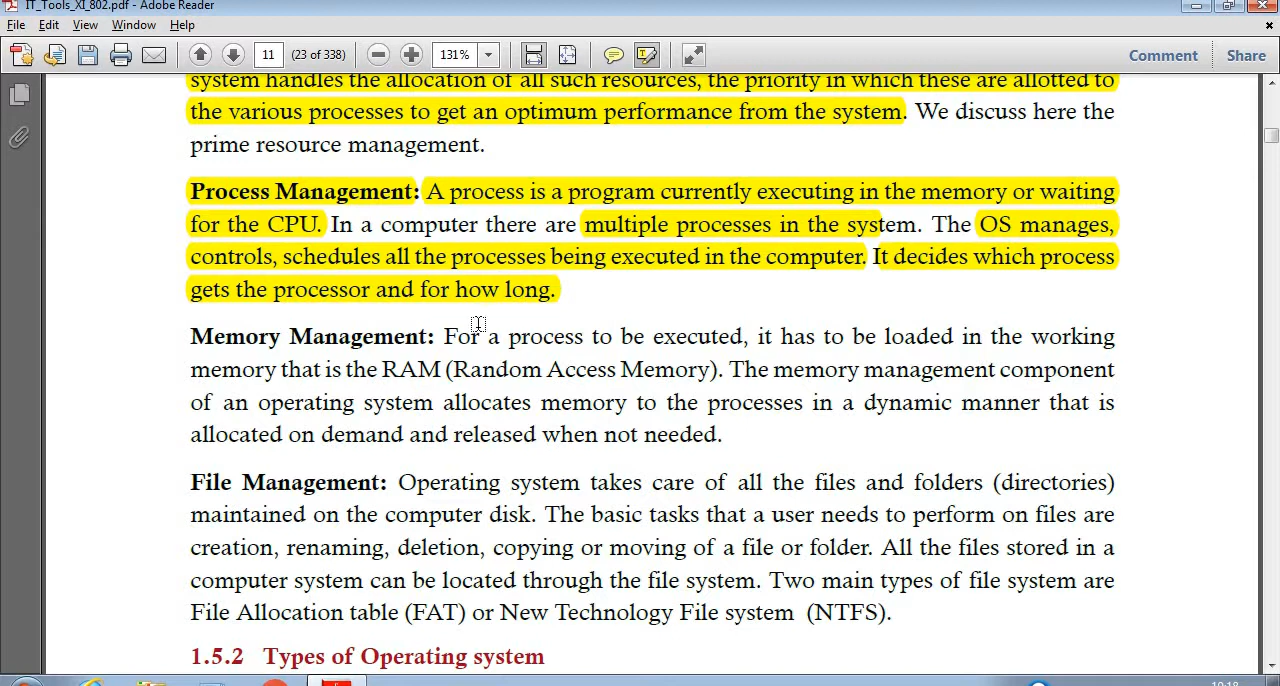 IT_Tools_XI_802.pdf - Adobe Reader
File Edit View Window Help
11 (23 of 338) 131% Comment Share
system handles the allocation of all such resources, the priority in which these are allotted to
the various processes to get an optimum performance from the system. We discuss here the
prime resource management.
Process Management: A process is a program currently executing in the memory or waiting
for the CPU. In a computer there are multiple processes in the system. The OS manages,
controls, schedules all the processes being executed in the computer. It decides which process
gets the processor and for how long.
Memory Management: For a process to be executed, it has to be loaded in the working
memory that is the RAM (Random Access Memory). The memory management component
of an operating system allocates memory to the processes in a dynamic manner that is
allocated on demand and released when not needed.
File Management: Operating system takes care of all the files and folders (directories)
maintained on the computer disk. The basic tasks that a user needs to perform on files are
creation, renaming, deletion, copying or moving of a file or folder. All the files stored in a
computer system can be located through the file system. Two main types of file system are
File Allocation table (FAT) or New Technology File system (NTFS).
1.5.2 Types of Operating system